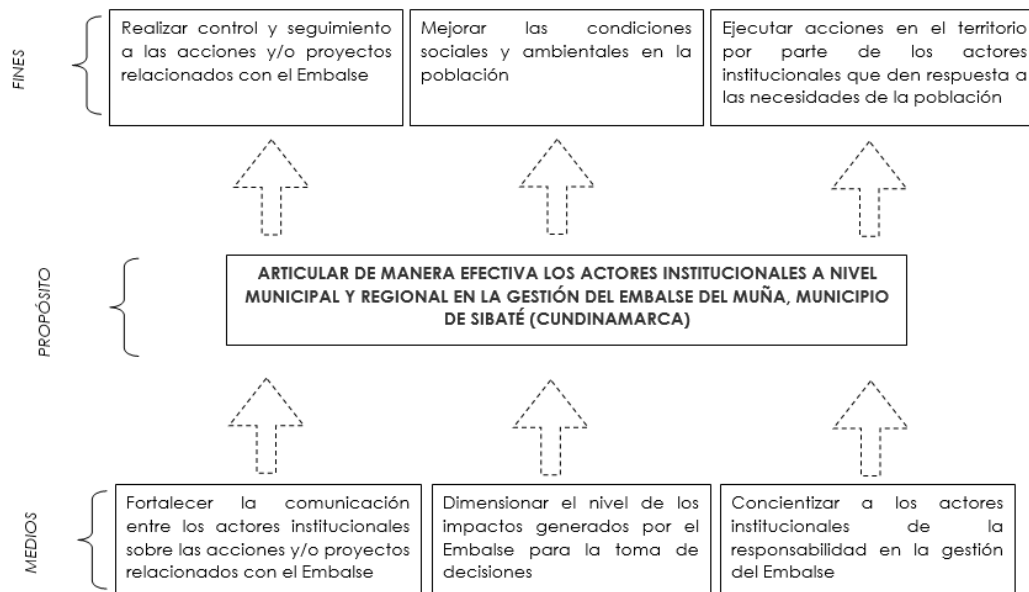 FINES
Realizar control y seguimiento
a las acciones y/o proyectos
relacionados con el Embalse
Mejorar las condiciones
sociales y ambientales en la
población
Ejecutar acciones en el territorio
por parte de los actores
institucionales que den respuesta a
las necesidades de la población
PROPÓSITO
ARTICULAR DE MANERA EFECTIVA LOS ACTORES INSTITUCIONALES A NIVEL
MUNICIPAL Y REGIONAL EN LA GESTIÓN DEL EMBALSE DEL MUÑA, MUNICIPIO
DE SIBATÉ (CUNDINAMARCA)
MEDIOS
Fortalecer la comunicación
entre los actores institucionales
sobre las acciones y/o proyectos
relacionados con el Embalse
Dimensionar el nivel de los
impactos generados por el
Embalse para la toma de
decisiones
Concientizar a los actores
institucionales de la
responsabilidad en la gestión
del Embalse